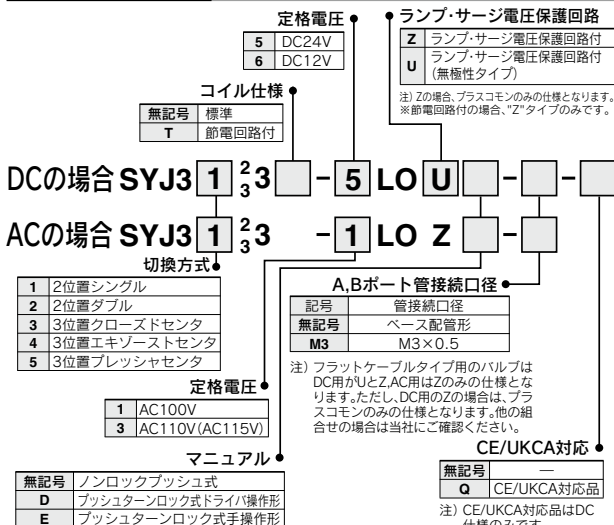 定格電圧
5 DC24V
6 DC12V
ランプ・サージ電圧保護回路
Z ランプ・サージ電圧保護回路付
U ランプ・サージ電圧保護回路付
(無極性タイプ)
注) Zの場合、プラスコモンのみの仕様となります。
※節電回路付の場合、"Z"タイプのみです。
コイル仕様
無記号 標準
T 節電回路付
DCの場合 SYJ3 1 2 3 3 - 5 LO U - -
ACの場合 SYJ3 1 2 3 3 - 1 LO Z -
切換方式
1 2位置シングル
2 2位置ダブル
3 3位置クローズドセンタ
4 3位置エキゾーストセンタ
5 3位置プレッシャセンタ
A,Bポート管接続口径
記号 管接続口径
無記号 ベース配管形
M3 M3×0.5
注) フラットケーブルタイプ用のバルブは
DC用がUとZ,AC用はZのみの仕様とな
ります。ただし、DC用のZの場合は、プラ
スコモンのみの仕様となります。他の組
合せの場合は当社にご確認ください。
定格電圧
1 AC100V
3 AC110V(AC115V)
マニュアル
無記号 ノンロックプッシュ式
D プッシュターンロック式ドライバ操作形
E プッシュターンロック式手操作形
CE/UKCA対応
無記号 —
Q CE/UKCA対応品
注) CE/UKCA対応品はDC
仕様のみです。